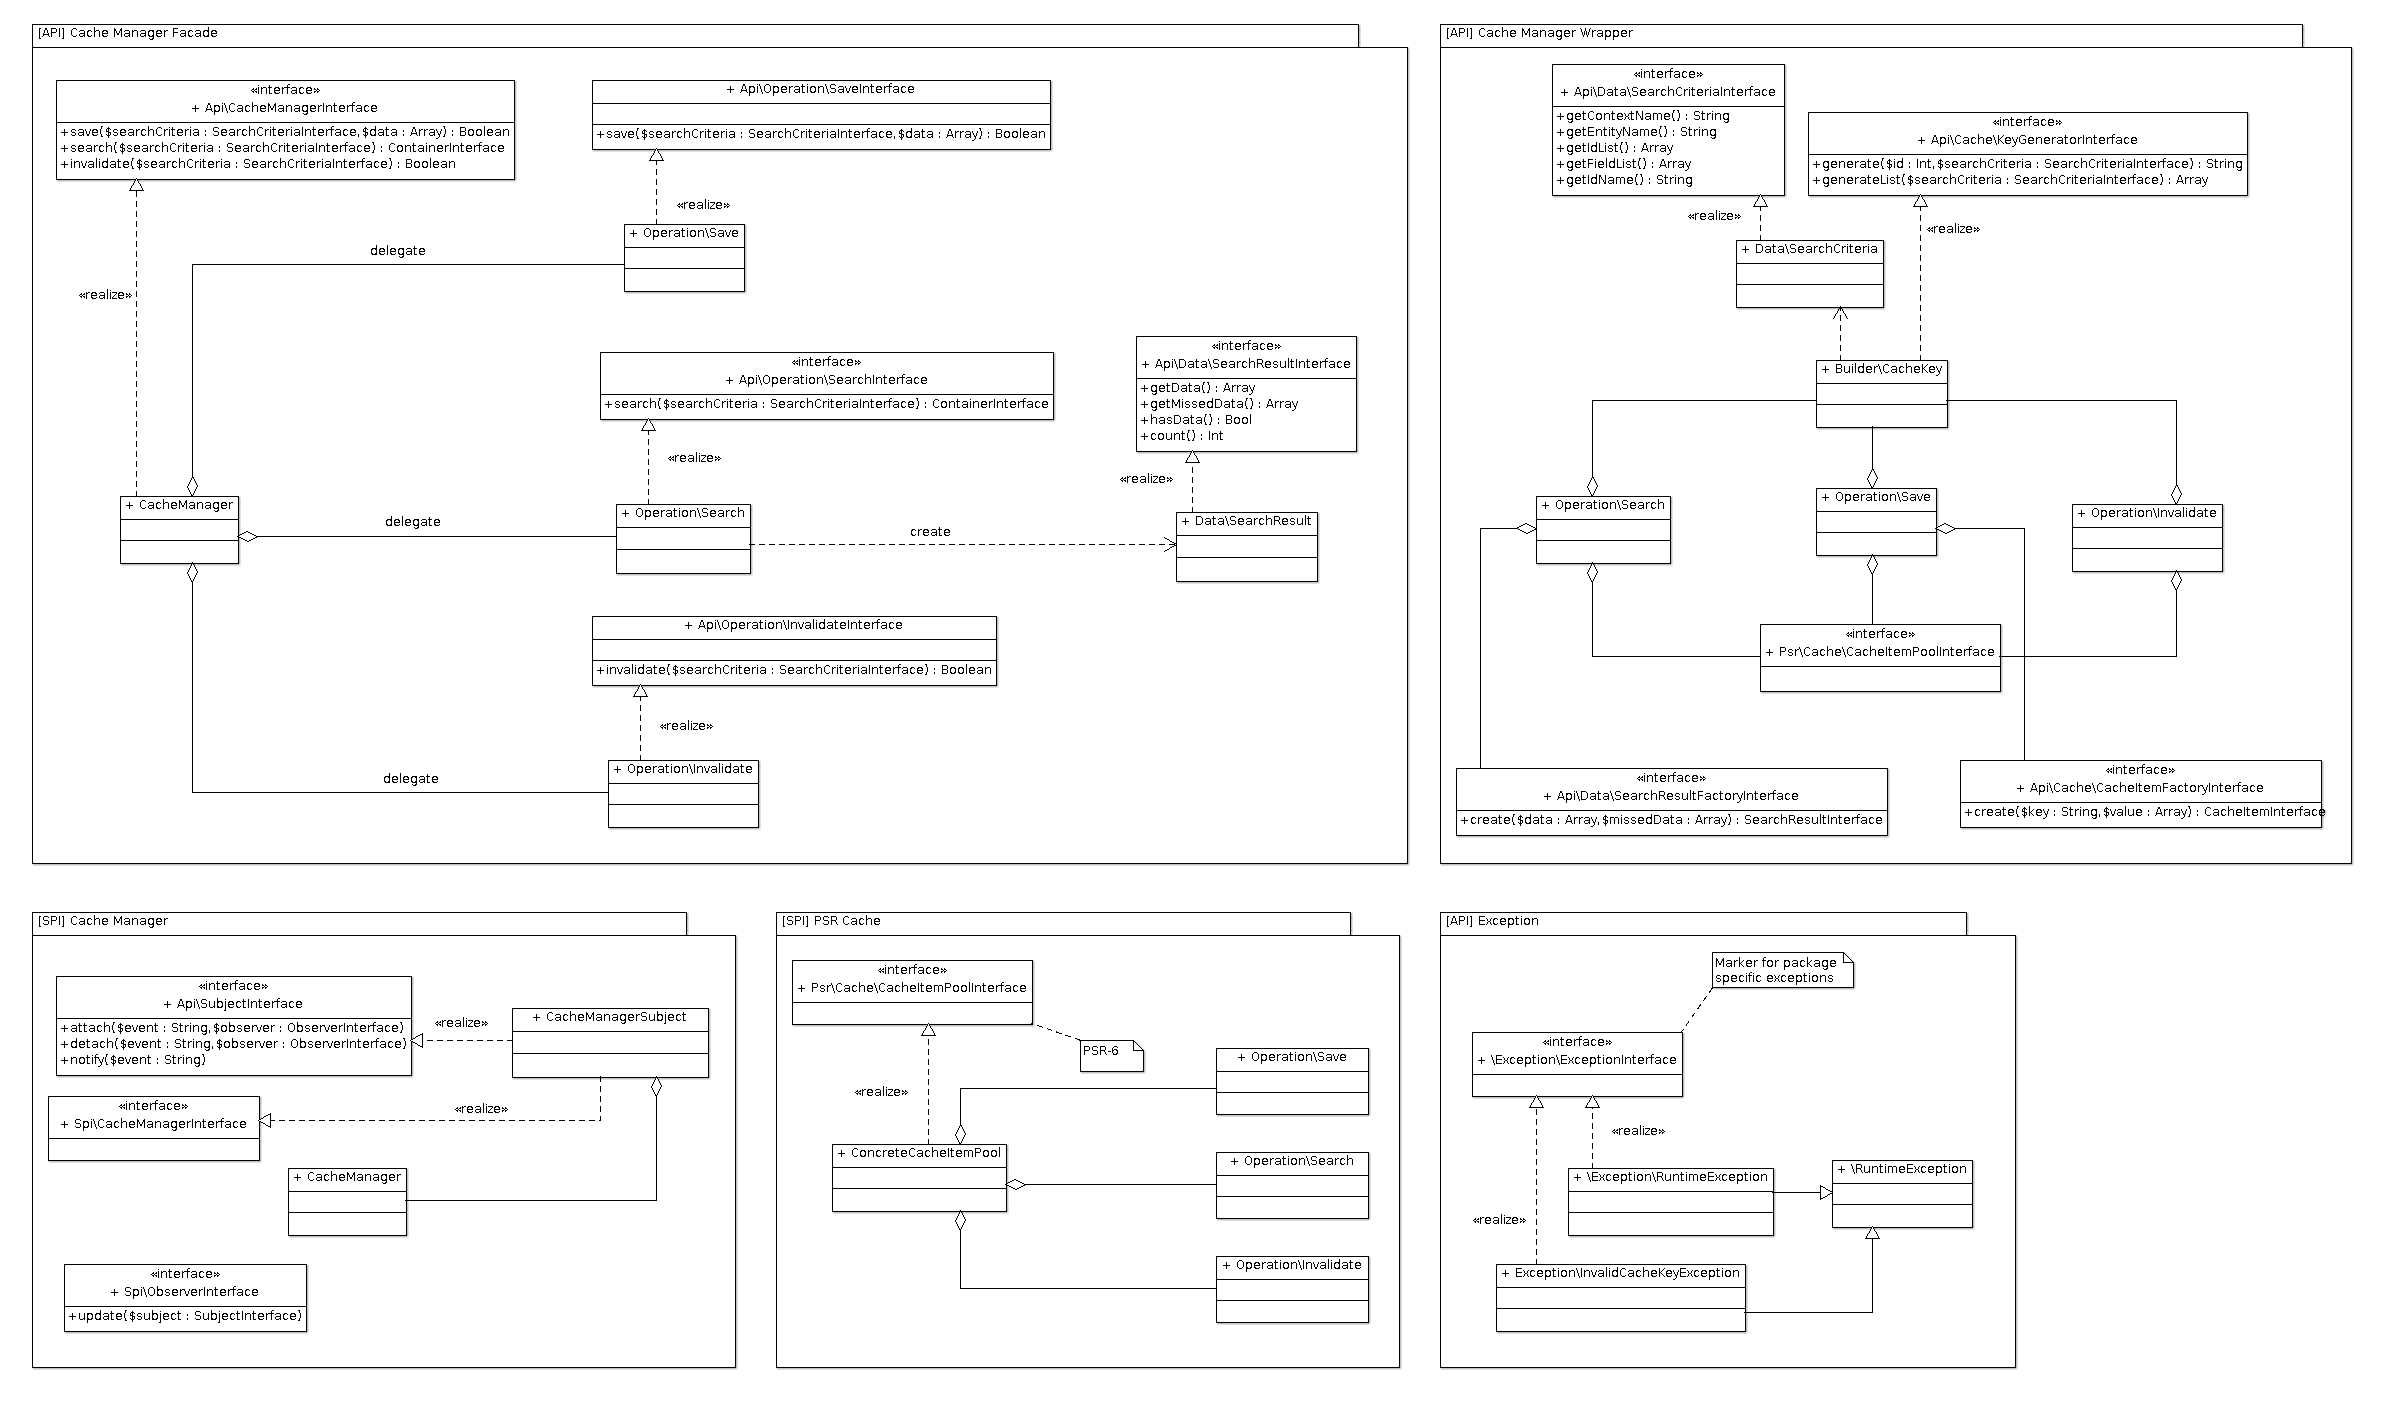 [API] Cache Manager Facade
«interface»
+ Api\CacheManagerInterface
+save($searchCriteria : SearchCriteriaInterface,$data : Array) : Boolean
+search($searchCriteria : SearchCriteriaInterface) : ContainerInterface
+invalidate($searchCriteria : SearchCriteriaInterface) : Boolean
+ Api\Operation\SaveInterface
+save($searchCriteria : SearchCriteriaInterface,$data : Array) : Boolean
«realize»
+ Operation\Save
delegate
«realize»
«interface»
+ Api\Operation\SearchInterface
+search($searchCriteria : SearchCriteriaInterface) : ContainerInterface
«interface»
+ Api\Data\SearchResultInterface
+getData() : Array
+getMissedData() : Array
+hasData() : Bool
+count() : Int
«realize»
«realize»
+ CacheManager
delegate
+ Operation\Search
create
+ Data\SearchResult
+ Api\Operation\InvalidateInterface
+invalidate($searchCriteria : SearchCriteriaInterface) : Boolean
«realize»
delegate
+ Operation\Invalidate
[API] Cache Manager Wrapper
«interface»
+ Api\Data\SearchCriteriaInterface
+getContextName() : String
+getEntityName() : String
+getIdList() : Array
+getFieldList() : Array
+getIdName() : String
«interface»
+ Api\Cache\KeyGeneratorInterface
+generate($id : Int,$searchCriteria : SearchCriteriaInterface) : String
+generateList($searchCriteria : SearchCriteriaInterface) : Array
«realize»
«realize»
+ Data\SearchCriteria
+ Builder\CacheKey
+ Operation\Search
+ Operation\Save
+ Operation\Invalidate
«interface»
+ Psr\Cache\CacheItemPoolInterface
«interface»
+ Api\Data\SearchResultFactoryInterface
+create($data : Array,$missedData : Array) : SearchResultInterface
«interface»
+ Api\Cache\CacheItemFactoryInterface
+create($key : String,$value : Array) : CacheItemInterface
[SPI] Cache Manager
«interface»
+ Api\SubjectInterface
+attach($event : String,$observer : ObserverInterface)
+detach($event : String,$observer : ObserverInterface)
+notify($event : String)
«realize»
+ CacheManagerSubject
«interface»
+ Spi\CacheManagerInterface
«realize»
+ CacheManager
«interface»
+ Spi\ObserverInterface
+update($subject : SubjectInterface)
[SPI] PSR Cache
«interface»
+ Psr\Cache\CacheItemPoolInterface
PSR-6
«realize»
+ Operation\Save
+ ConcreteCacheItemPool
+ Operation\Search
+ Operation\Invalidate
[API] Exception
Marker for package
specific exceptions
«interface»
+ \Exception\ExceptionInterface
«realize»
+ \Exception\RuntimeException
+ \RuntimeException
«realize»
+ Exception\InvalidCacheKeyException